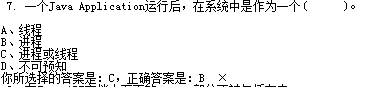 7. 一个Java Application运行后，在系统中是作为一个(　　)。
A、线程
B、进程
C、进程或线程
D、不可预知
你所选择的答案是：C，正确答案是：B ×